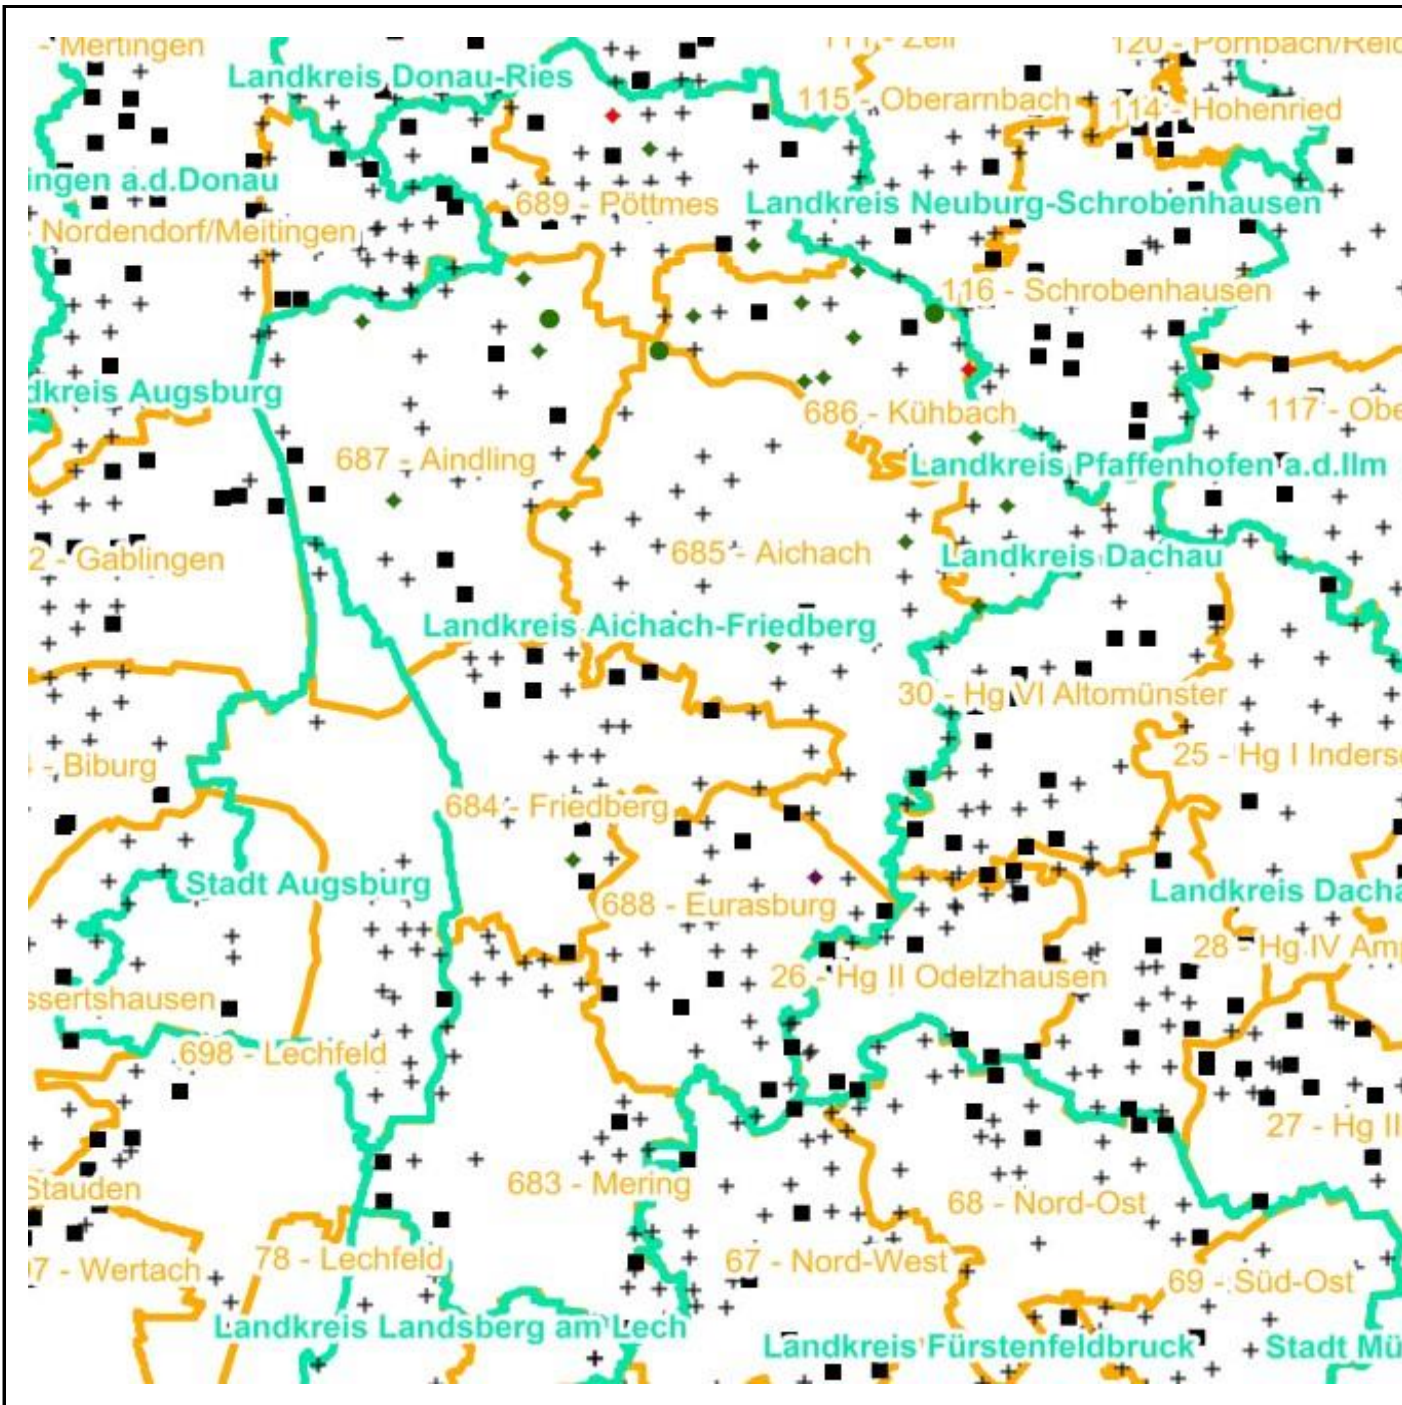 - Mertingen
Landkreis Donau-Ries
115 - Oberarnbach
114 - Hohenried
ingen a.d.Donau
689 - Pöttmes
Landkreis Neuburg-Schrobenhausen
Nordendorf/Meitingen
116 - Schrobenhausen
dkreis Augsburg
686 - Kühbach
117 - Obe
687 - Aindling
Landkreis Pfaffenhofen a.d.Ilm
2 - Gablingen
685 - Aichach
Landkreis Dachau
Landkreis Aichach-Friedberg
30 - Hg VI Altomünster
25 - Hg I Inders
- Biburg
684 - Friedberg
Stadt Augsburg
Landkreis Dacha
688 - Eurasburg
28 - Hg IV Am
26 - Hg II Odelzhausen
ssertshausen
698 - Lechfeld
27 - Hg II
Stauden
683 - Mering
68 - Nord-Ost
7 - Wertach
78 - Lechfeld
67 - Nord-West
69 - Süd-Ost
Landkreis Landsberg am Lech
Landkreis Fürstenfeldbruck
Stadt Mü